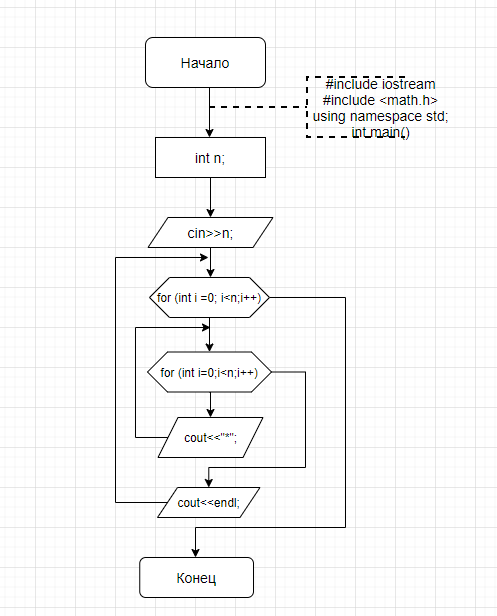 Начало
#include iostream
#include <math.h>
using namespace std;
int main()
int n;
cin>>n;
for (int i =0; i<n;i++)
for (int i=0;i<n;i++)
cout<<"*";
cout<<endl;
Конец